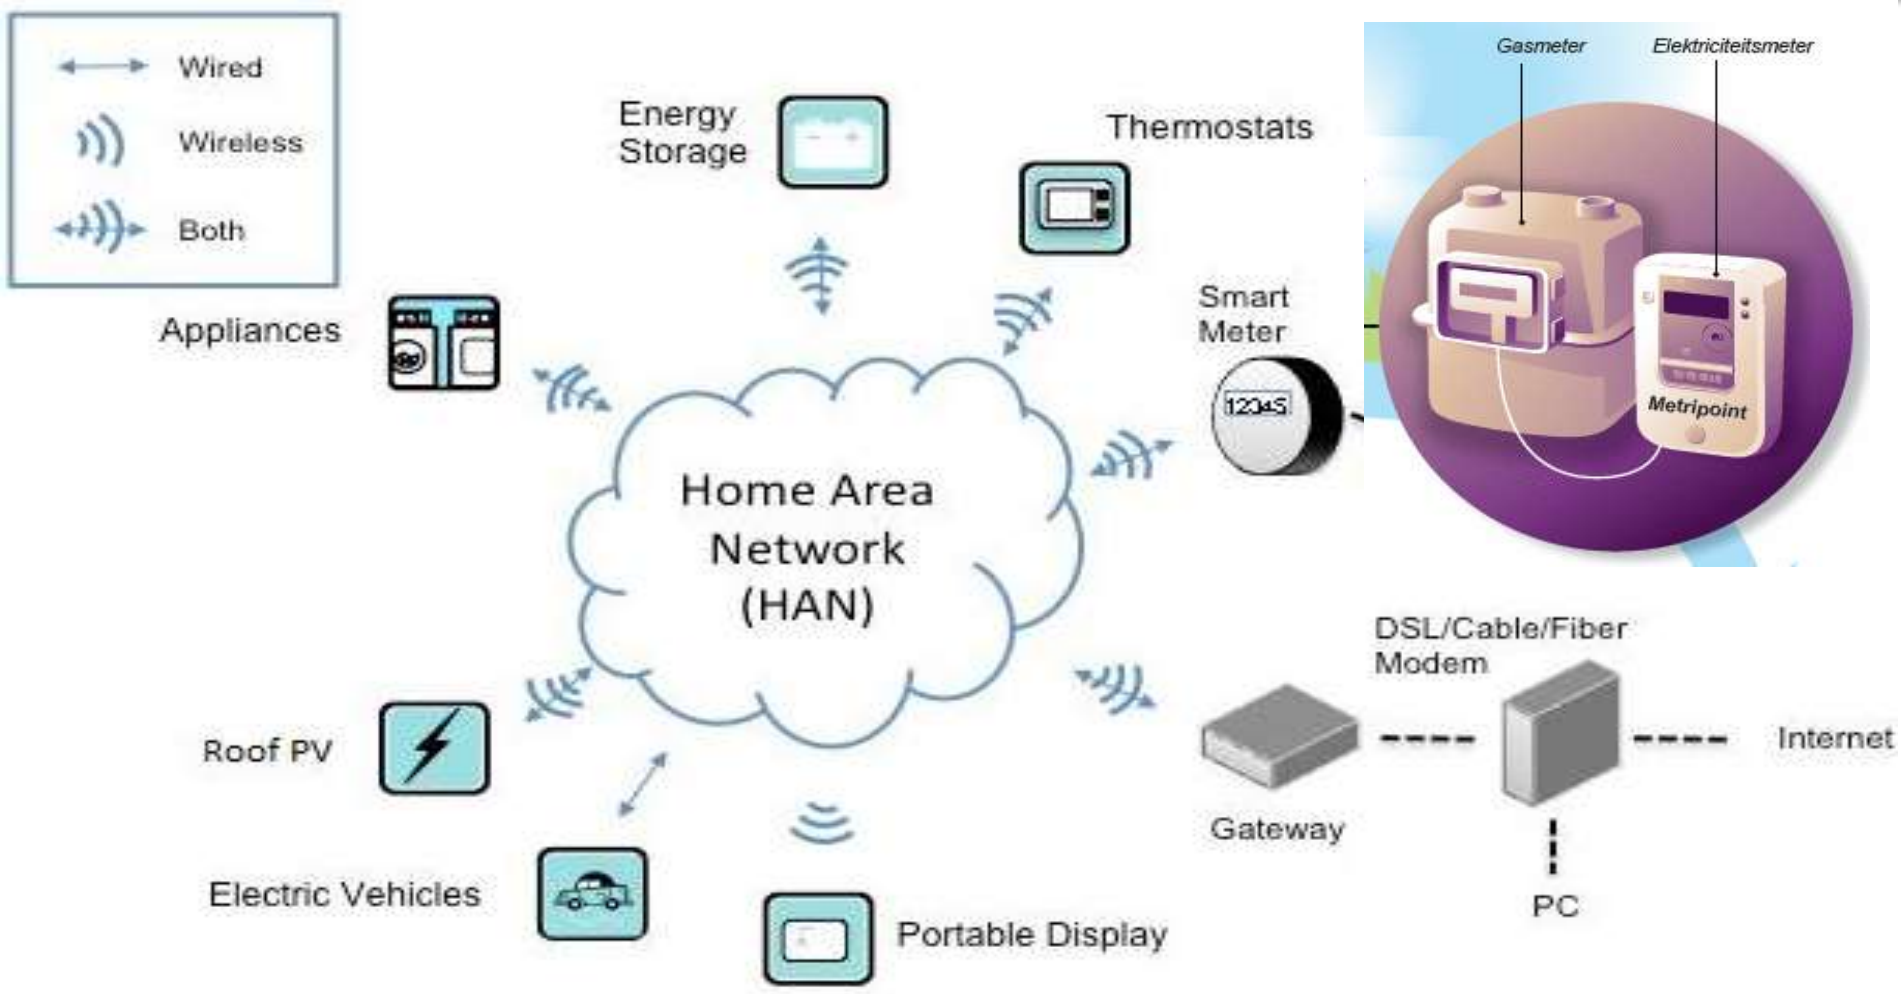 Wired
Wireless
Both
Energy
Storage
Thermostats
Gasmeter
Elektriciteitsmeter
Appliances
Smart
Meter
12345
Metripoint
Home Area
Network
(HAN)
DSL/Cable/Fiber
Modem
Roof PV
Internet
Gateway
Electric Vehicles
PC
Portable Display